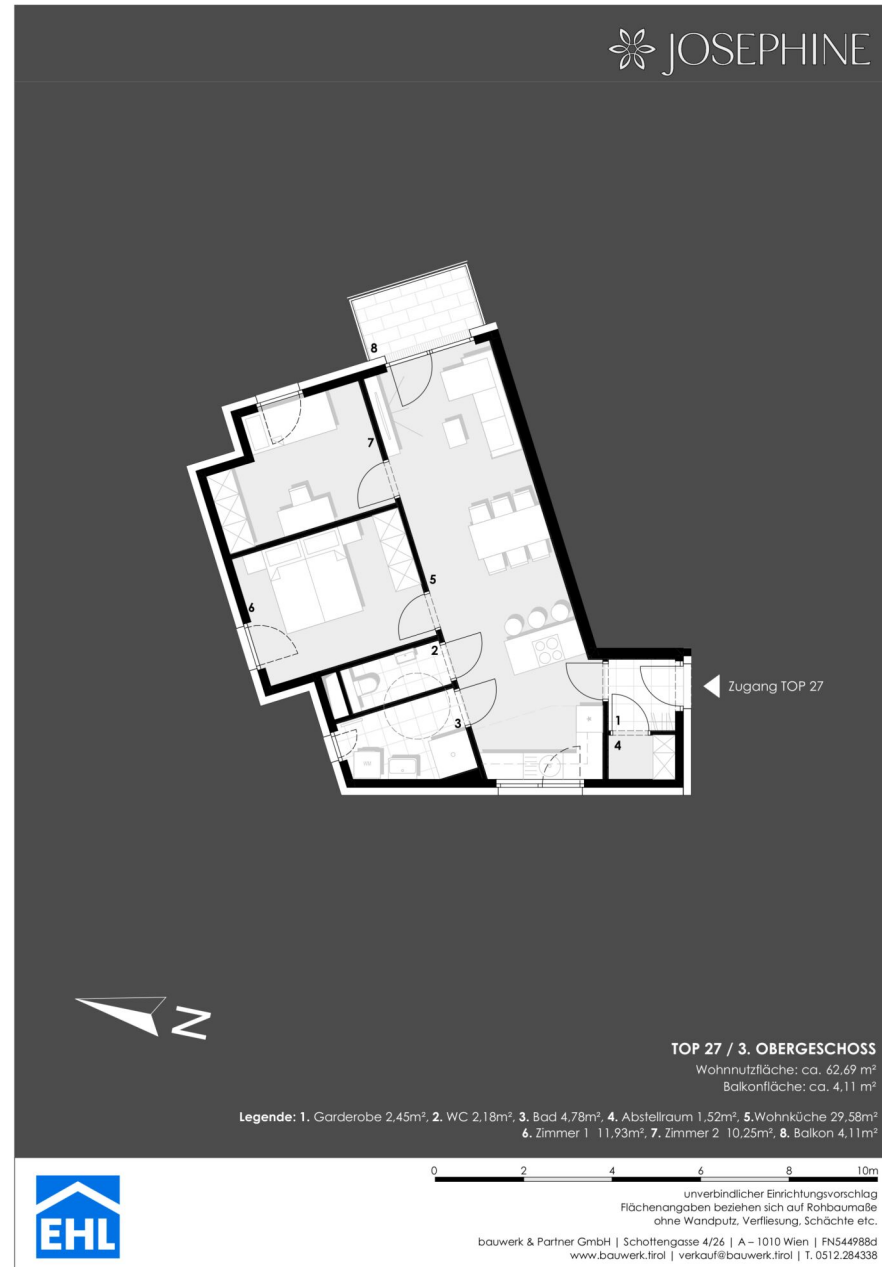 JOSEPHINE
8
7
5
6
2
3
1
4
Zugang TOP 27
N
TOP 27 / 3. OBERGESCHOSS
Wohnnutzfläche: ca. 62,69 m²
Balkonfläche: ca. 4,11 m²
Legende: 1. Garderobe 2,45m², 2. WC 2,18m², 3. Bad 4,78m², 4. Abstellraum 1,52m², 5.Wohnküche 29,58m²
6. Zimmer 1 11,93m², 7. Zimmer 2 10,25m², 8. Balkon 4,11m²
0 2 4 6 8 10m
unverbindlicher Einrichtungsvorschlag
Flächenangaben beziehen sich auf Rohbaumaße
ohne Wandputz, Verfliesung, Schächte etc.
EHL
bauwerk & Partner GmbH | Schottengasse 4/26 | A – 1010 Wien | FN544988d
www.bauwerk.tirol | verkauf@bauwerk.tirol | T. 0512.284338